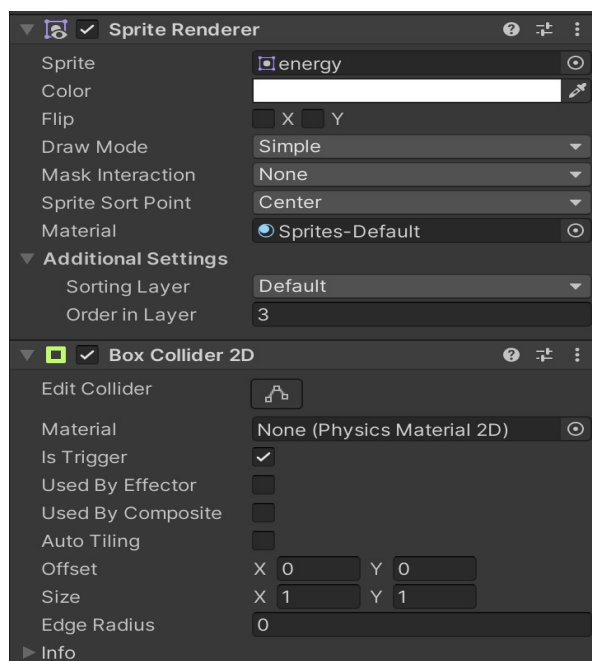 Sprite Renderer
Sprite energy
Color
Flip X Y
Draw Mode Simple
Mask Interaction None
Sprite Sort Point Center
Material Sprites-Default
Additional Settings
Sorting Layer Default
Order in Layer 3
Box Collider 2D
Edit Collider
Material None (Physics Material 2D)
Is Trigger
Used By Effector
Used By Composite
Auto Tiling
Offset X 0 Y 0
Size X 1 Y 1
Edge Radius 0
Info